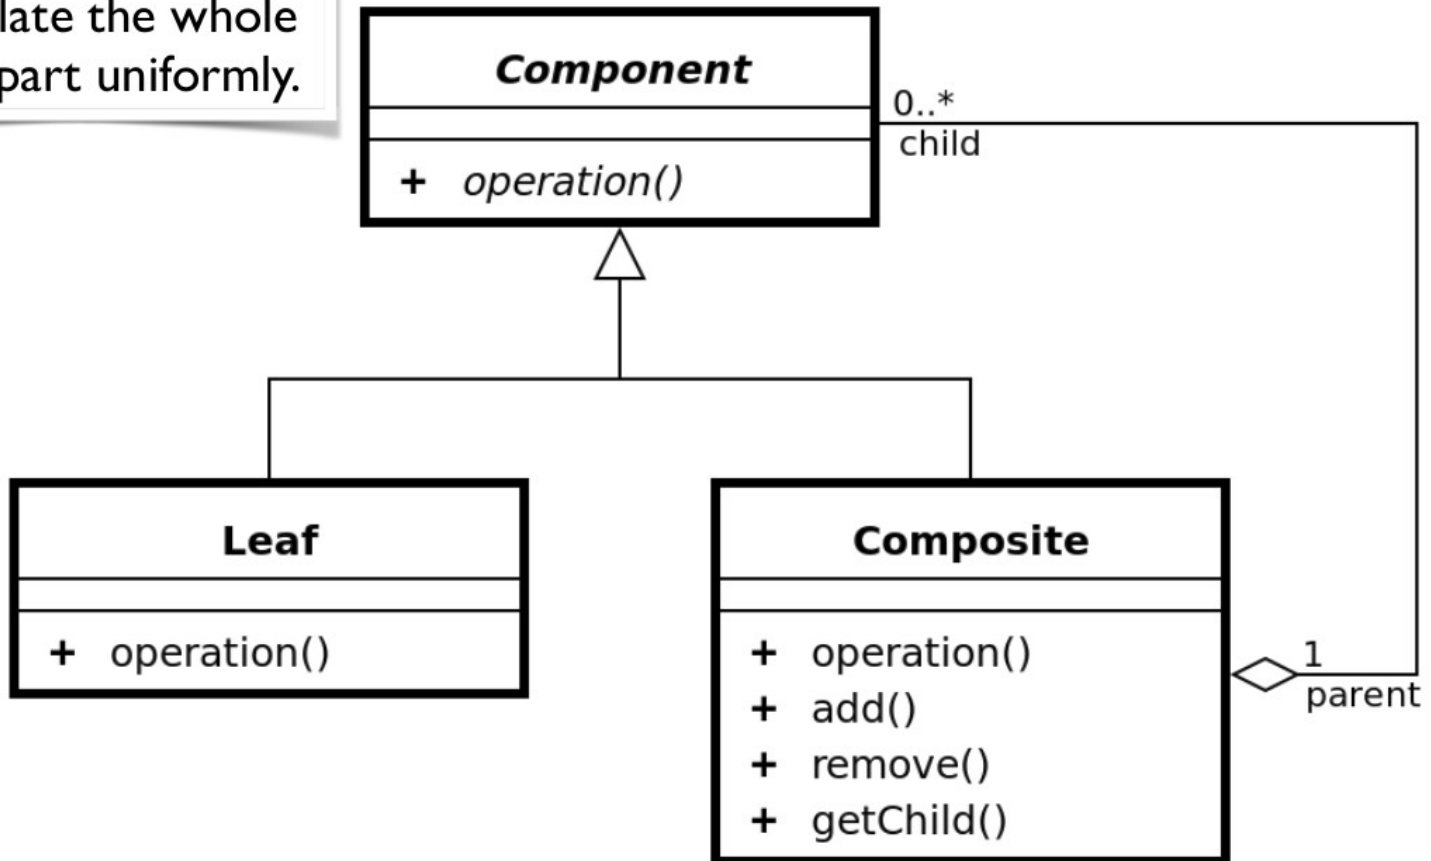 late the whole
part uniformly.
Component
+ operation()
0..*
child
Leaf
+ operation()
Composite
+ operation()
+ add()
+ remove()
+ getChild()
1
parent